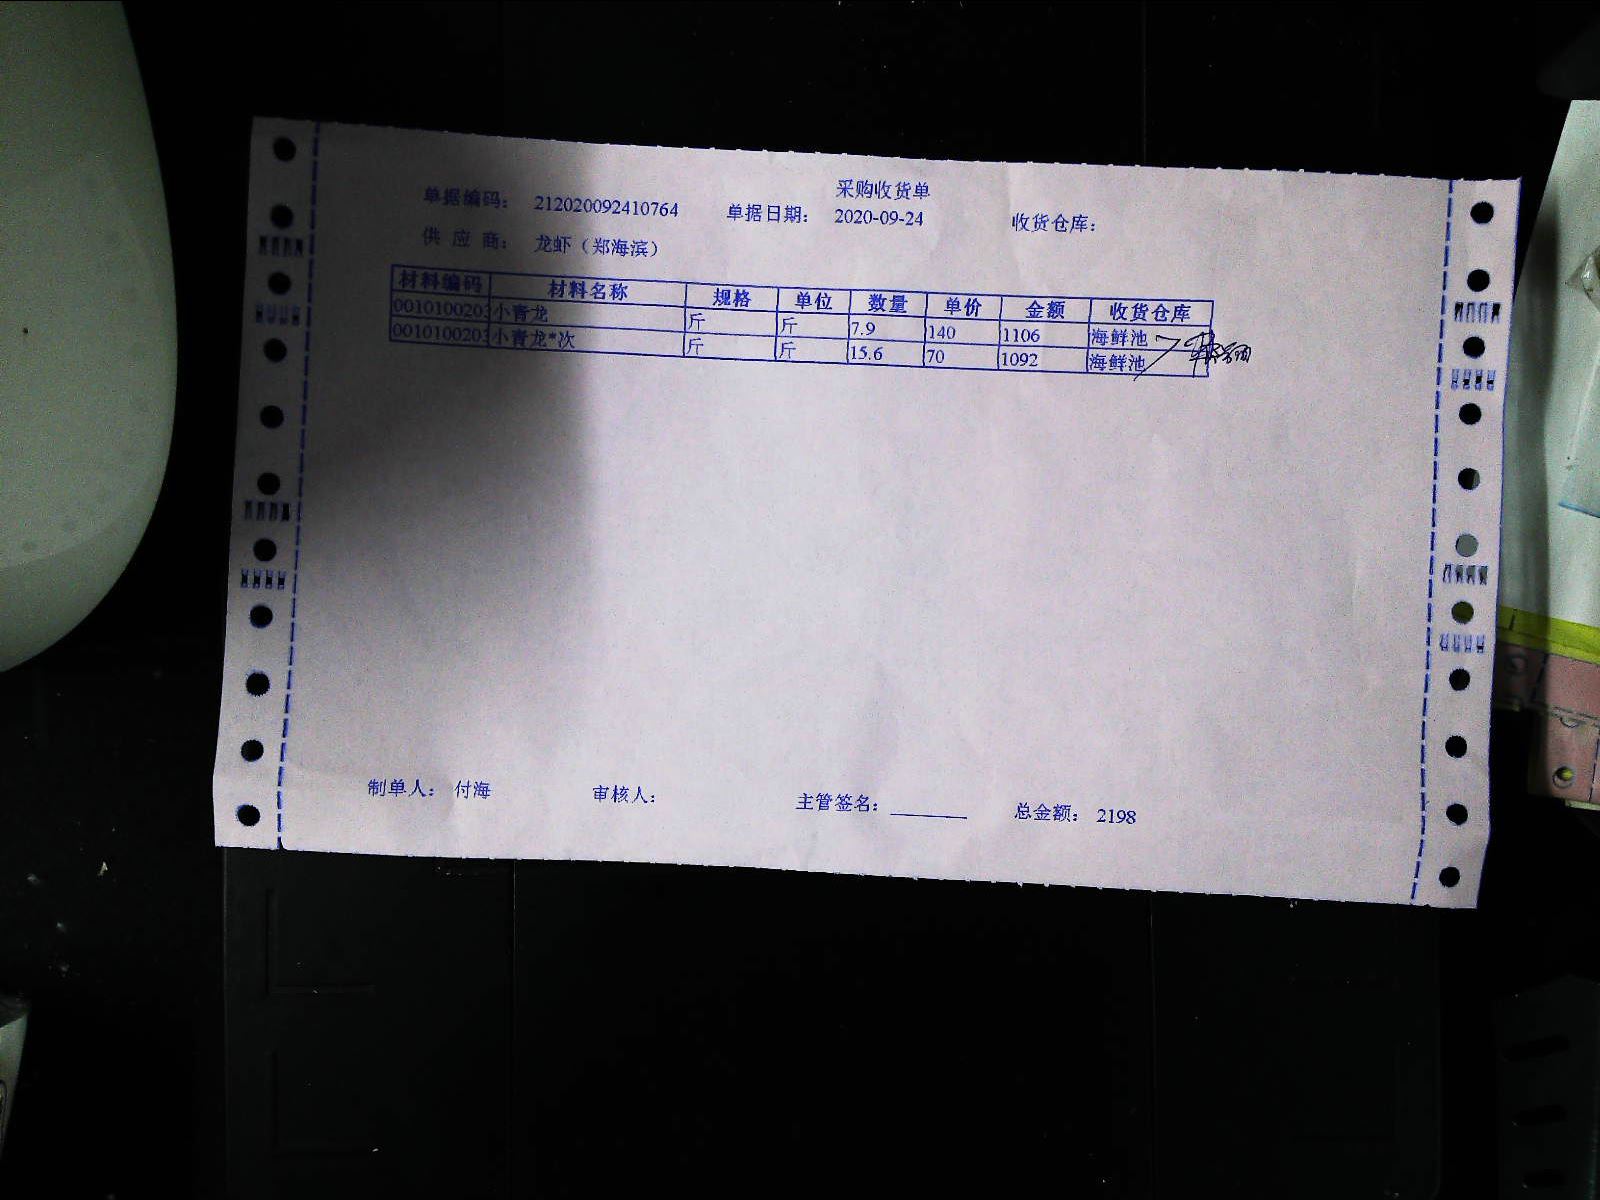 采购收货单
单据编码： 212020092410764 单据日期： 2020-09-24 收货仓库：
供 应 商： 龙虾（郑海滨）
材料编码 材料名称 规格 单位 数量 单价 金额 收货仓库
0010100203 小青龙 斤 斤 7.9 140 1106 海鲜池
0010100203 小青龙*次 斤 斤 15.6 70 1092 海鲜池
制单人： 付海 审核人： 主管签名： 总金额： 2198